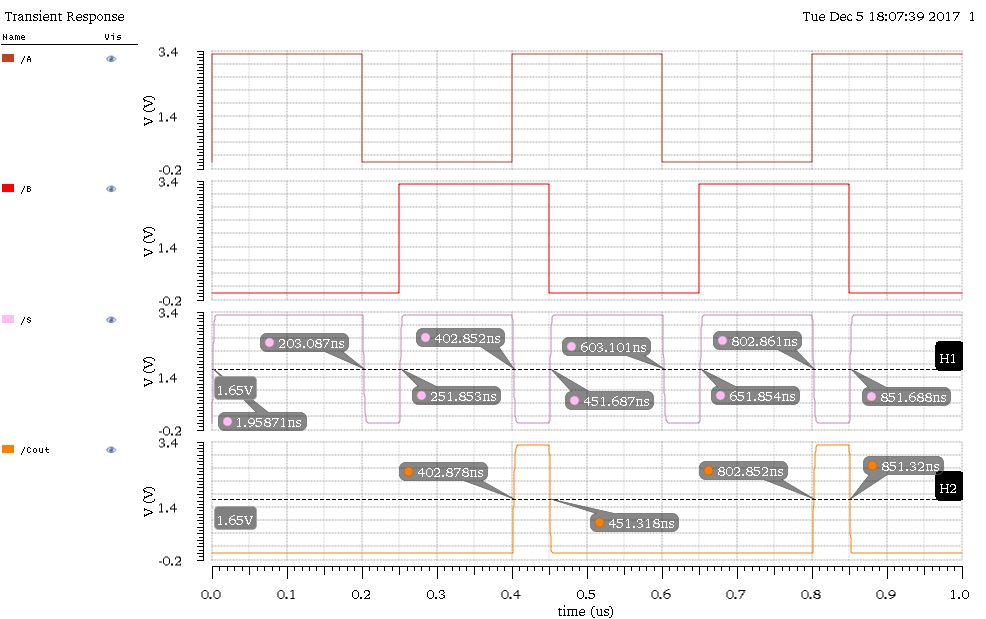 Transient Response
Tue Dec 5 18:07:39 2017 1
Name Vis
/A
3.4
1.4
-0.2
V (V)
/B
3.4
1.4
-0.2
V (V)
/S
3.4
1.4
-0.2
V (V)
203.087ns
402.852ns
603.101ns
802.861ns
H1
1.65V
1.95871ns
251.853ns
451.687ns
651.854ns
851.688ns
/Cout
3.4
1.4
-0.2
V (V)
402.878ns
802.852ns
851.32ns
H2
1.65V
451.318ns
0.0 0.1 0.2 0.3 0.4 0.5 0.6 0.7 0.8 0.9 1.0
time (us)